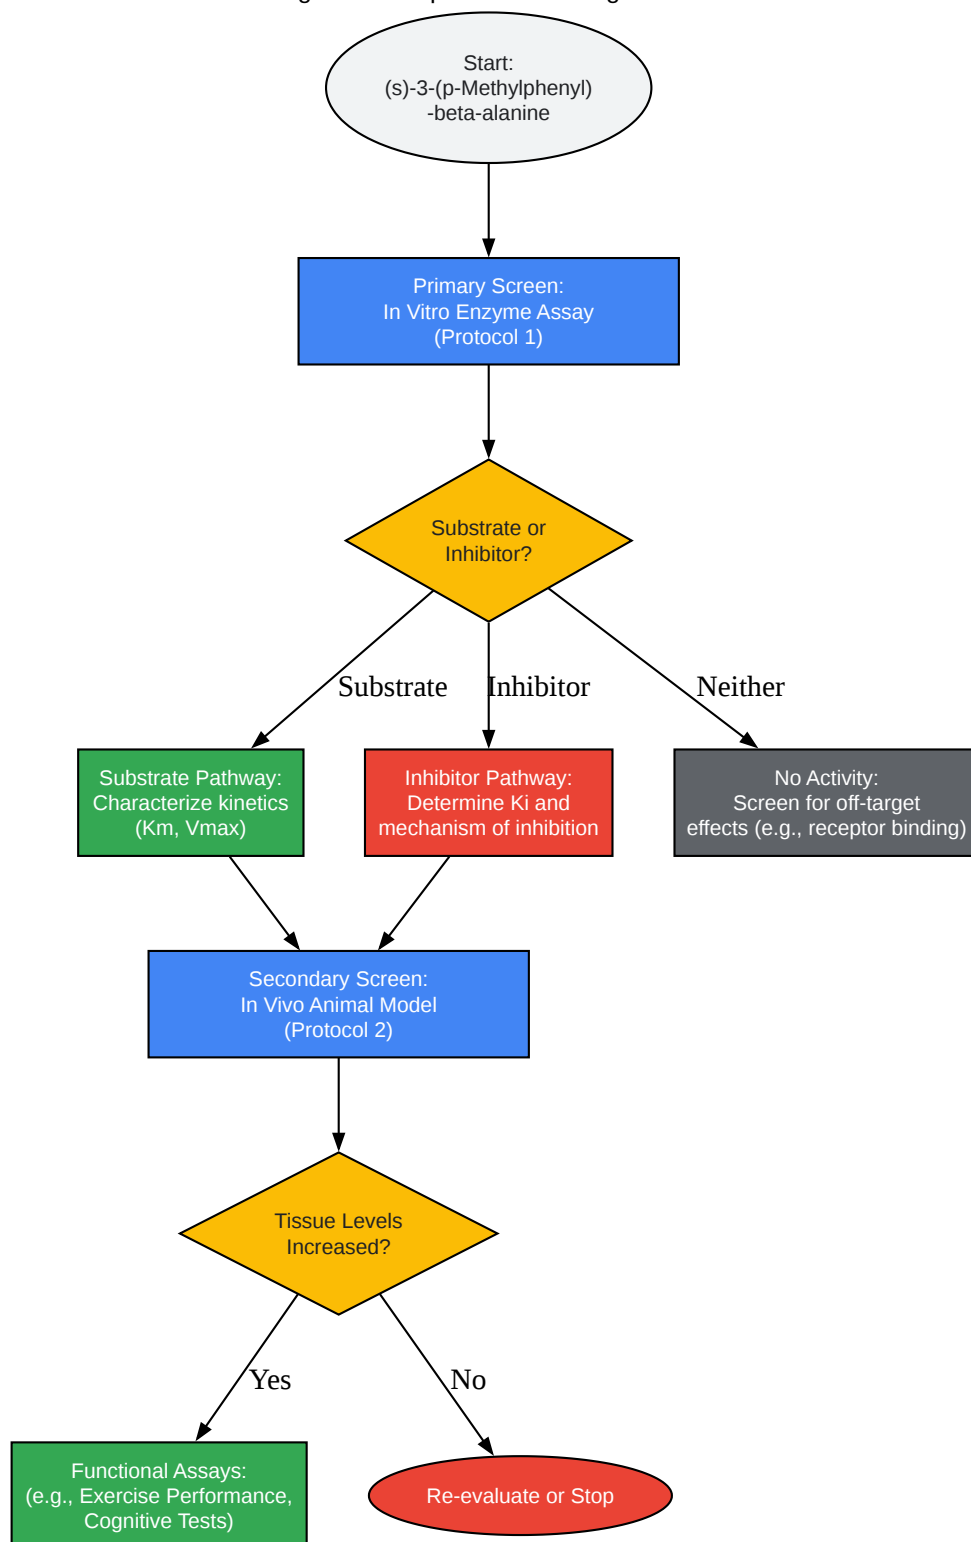 Start:
(s)-3-(p-Methylphenyl)
-beta-alanine
Primary Screen:
In Vitro Enzyme Assay
(Protocol 1)
Substrate or
Inhibitor?
Substrate
Inhibitor
Neither
Substrate Pathway:
Characterize kinetics
(Km, Vmax)
Inhibitor Pathway:
Determine Ki and
mechanism of inhibition
No Activity:
Screen for off-target
effects (e.g., receptor binding)
Secondary Screen:
In Vivo Animal Model
(Protocol 2)
Tissue Levels
Increased?
Yes
No
Functional Assays:
(e.g., Exercise Performance,
Cognitive Tests)
Re-evaluate or Stop